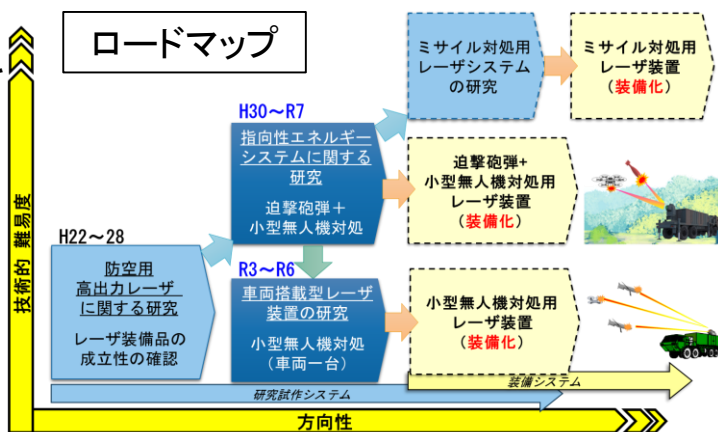 ロードマップ
ミサイル対処用
レーザシステム
の研究
ミサイル対処用
レーザ装置
(装備化)
H30～R7
指向性エネルギー
システムに関する
研究
迫撃砲弾＋
小型無人機対処
迫撃砲弾+
小型無人機対処用
レーザ装置
(装備化)
H22～28
防空用
高出力レーザ
に関する研究
レーザ装備品の
成立性の確認
R3～R6
車両搭載型レーザ
装置の研究
小型無人機対処
(車両一台)
小型無人機対処用
レーザ装置
(装備化)
研究試作システム
装備システム
技術的 難易度
方向性